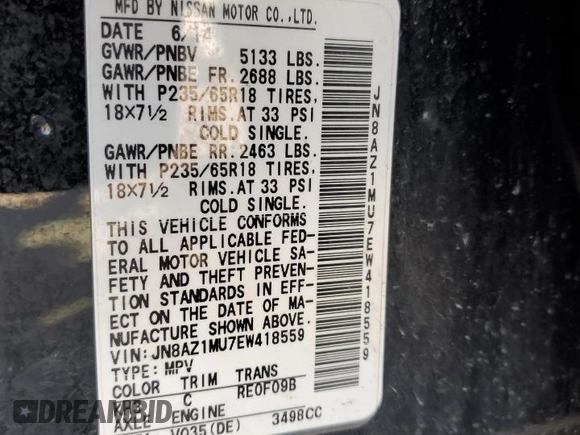 MFD BY NISSAN MOTOR CO.,LTD.
DATE 6/14
GVWR/PNBV 5133 LBS.
GAWR/PNBE FR. 2688 LBS.
WITH P235/65R18 TIRES,
18×7½ RIMS. AT 33 PSI
COLD SINGLE.
GAWR/PNBE RR. 2463 LBS.
WITH P235/65R18 TIRES,
18×7½ RIMS. AT 33 PSI
COLD SINGLE.
THIS VEHICLE CONFORMS
TO ALL APPLICABLE FED-
ERAL MOTOR VEHICLE SA-
FETY AND THEFT PREVEN-
TION STANDARDS IN EFF-
ECT ON THE DATE OF MA-
NUFACTURE SHOWN ABOVE.
VIN: JN8AZ1MU7EW418559
TYPE: MPV
COLOR TRIM TRANS
KH3 C RE0F09B
AXLE ENGINE
VQ35(DE) 3498CC
JN8AZ1MU7EW418559
DREAMBID